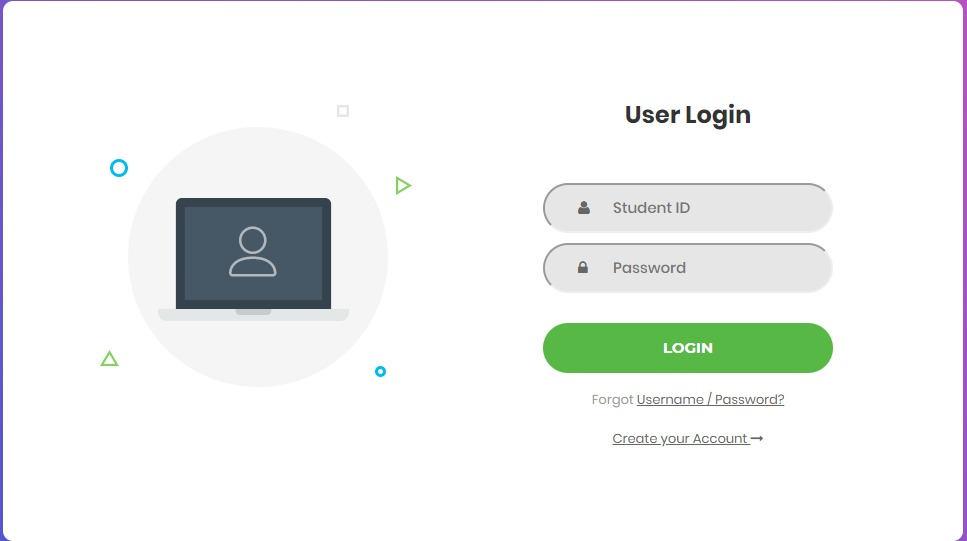 User Login
Student ID
Password
LOGIN
Forgot Username / Password?
Create your Account